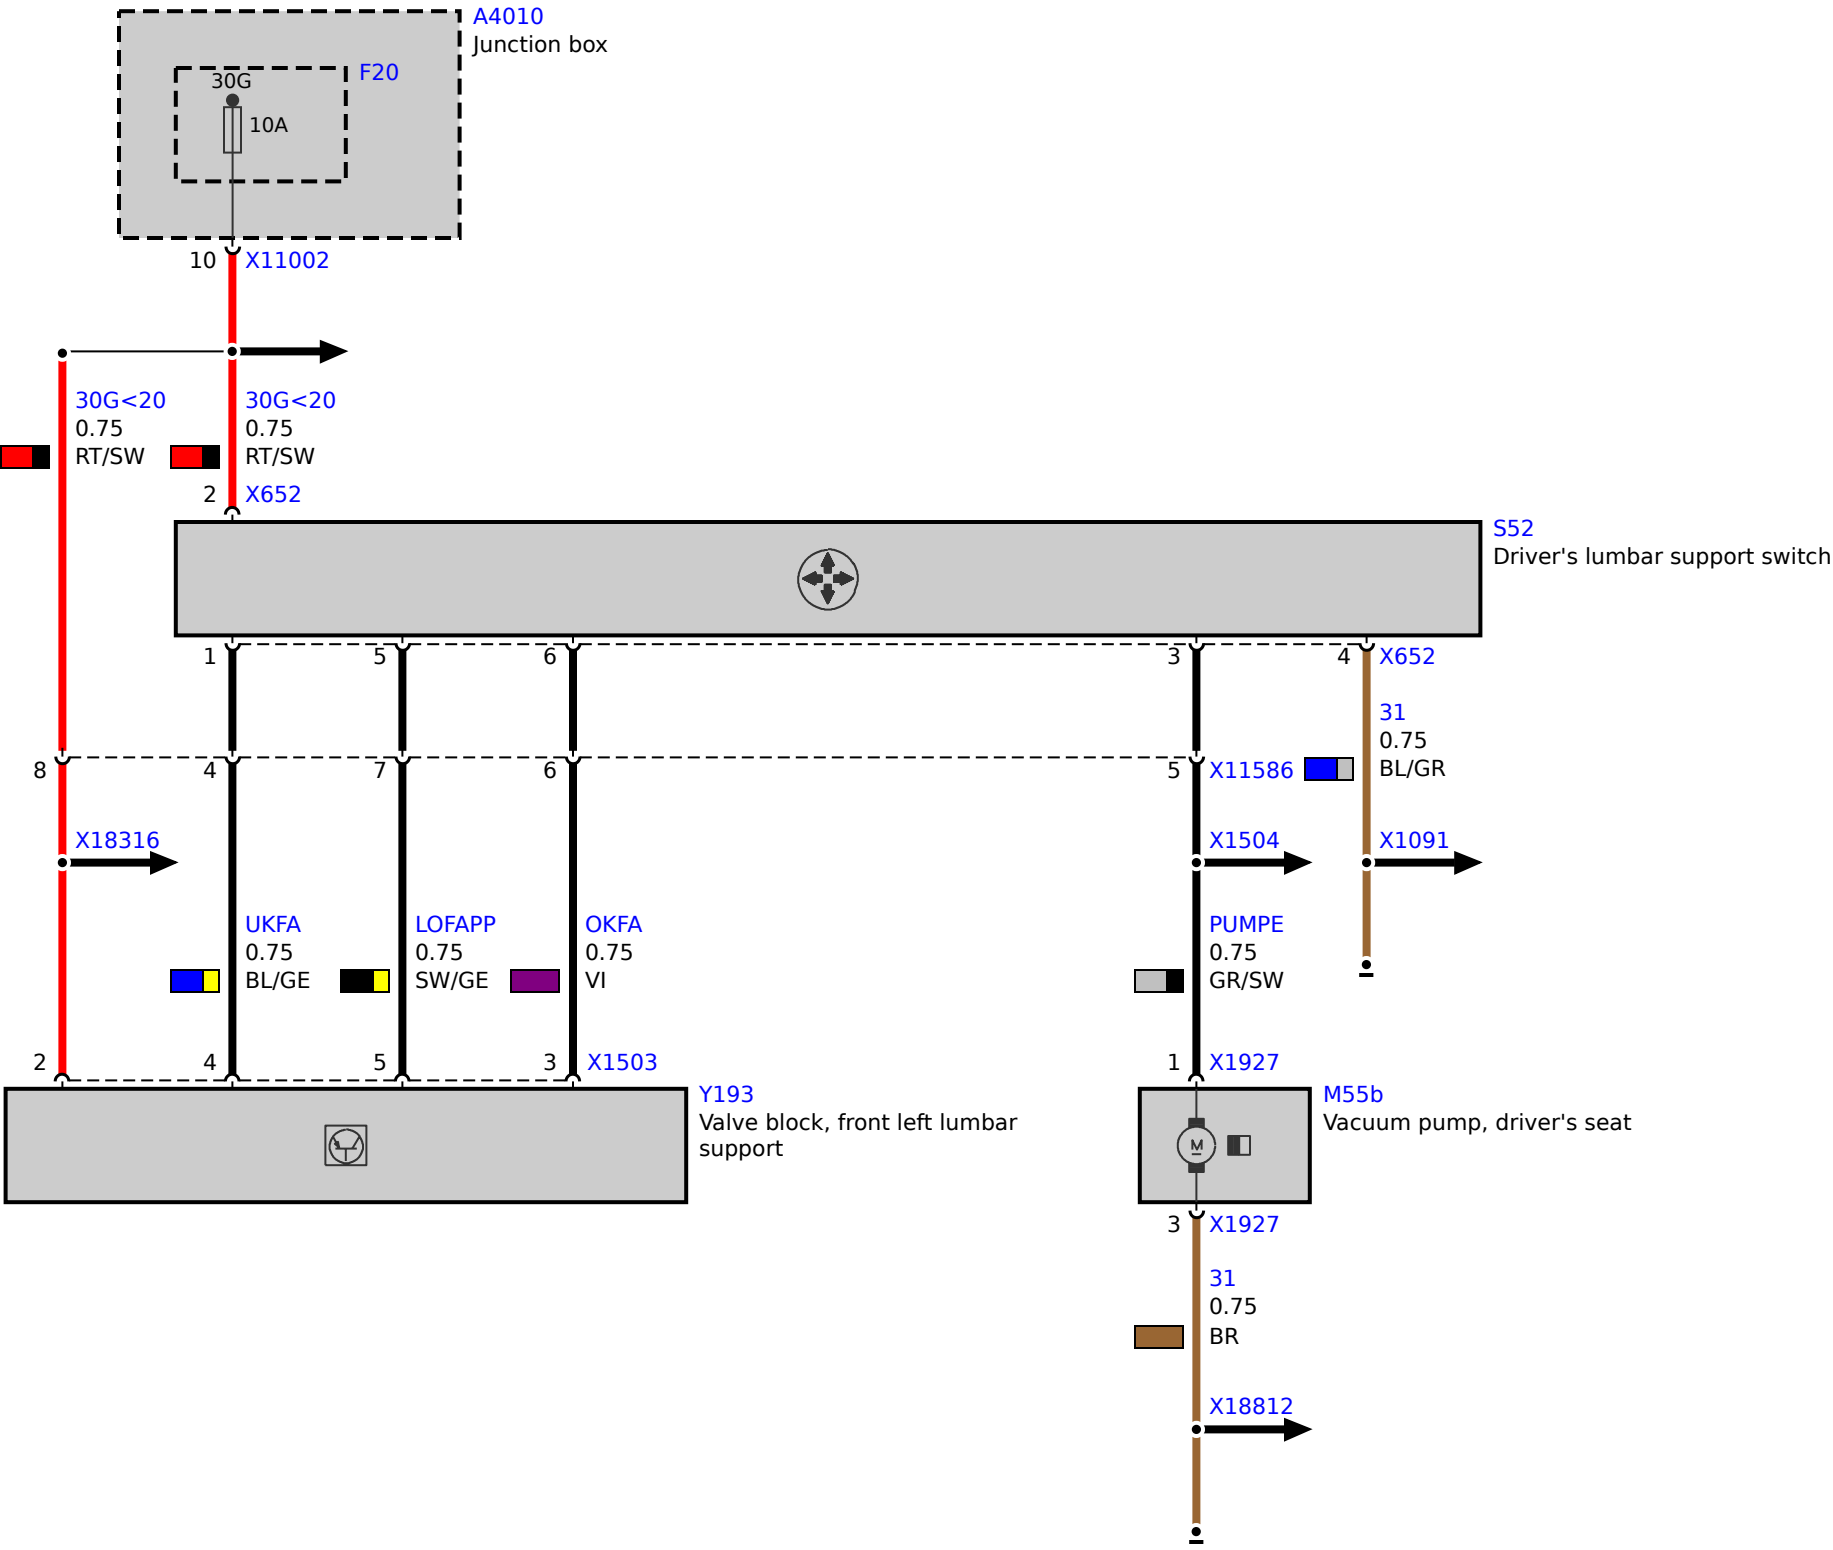 A4010
Junction box
F20
30G
10A
10 X11002
30G<20 30G<20
0.75 0.75
RT/SW RT/SW
2 X652
S52
Driver's lumbar support switch
1 5 6 3 4 X652
31
0.75
BL/GR
8 4 7 6 5 X11586
X18316 X1504 X1091
UKFA LOFAPP OKFA PUMPE
0.75 0.75 0.75 0.75
BL/GE SW/GE VI GR/SW
2 4 5 3 X1503 1 X1927
Y193
Valve block, front left lumbar
support
M55b
Vacuum pump, driver's seat
M
3 X1927
31
0.75
BR
X18812